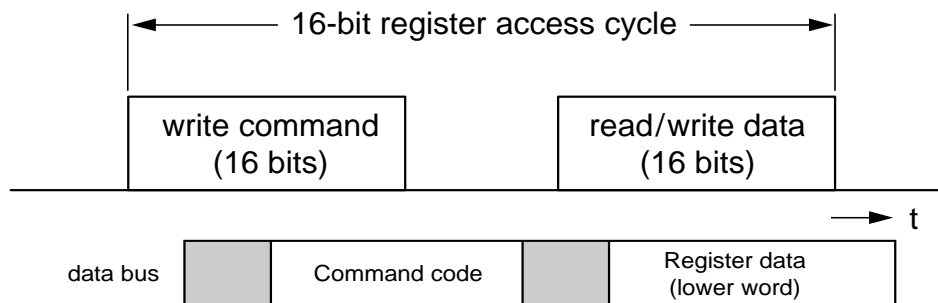 16-bit register access cycle
write command
(16 bits)
read/write data
(16 bits)
t
data bus
Command code
Register data
(lower word)